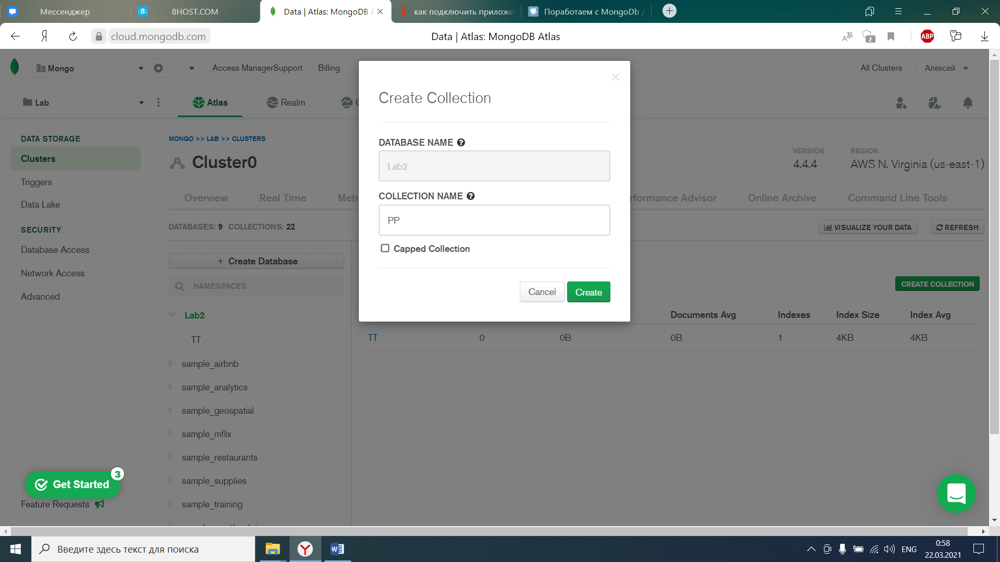 Мессенджер
8HOST.COM
Data | Atlas: MongoDB A
как подключить приложе
Поработаем с MongoDb /
cloud.mongodb.com
Data | Atlas: MongoDB Atlas
2
ABP
Mongo
Access Manager
Support
Billing
All Clusters
Алексей
Lab
Atlas
Realm
DATA STORAGE
Clusters
Triggers
Data Lake
SECURITY
Database Access
Network Access
Advanced
Get Started
3
Feature Requests
MONGO >> LAB >> CLUSTERS
Cluster0
VERSION
4.4.4
REGION
AWS N. Virginia (us-east-1)
Overview
Real Time
Metr
rformance Advisor
Online Archive
Command Line Tools
DATABASES: 9 COLLECTIONS: 22
VISUALIZE YOUR DATA
REFRESH
+ Create Database
NAMESPACES
Lab2
TT
sample_airbnb
sample_analytics
sample_geospatial
sample_mflix
sample_restaurants
sample_supplies
sample_training
CREATE COLLECTION
Documents Avg
Indexes
Index Size
Index Avg
TT
0
0B
0B
1
4KB
4KB
Create Collection
DATABASE NAME
Lab2
COLLECTION NAME
PP
Capped Collection
Cancel
Create
Введите здесь текст для поиска
ENG
0:58
22.03.2021